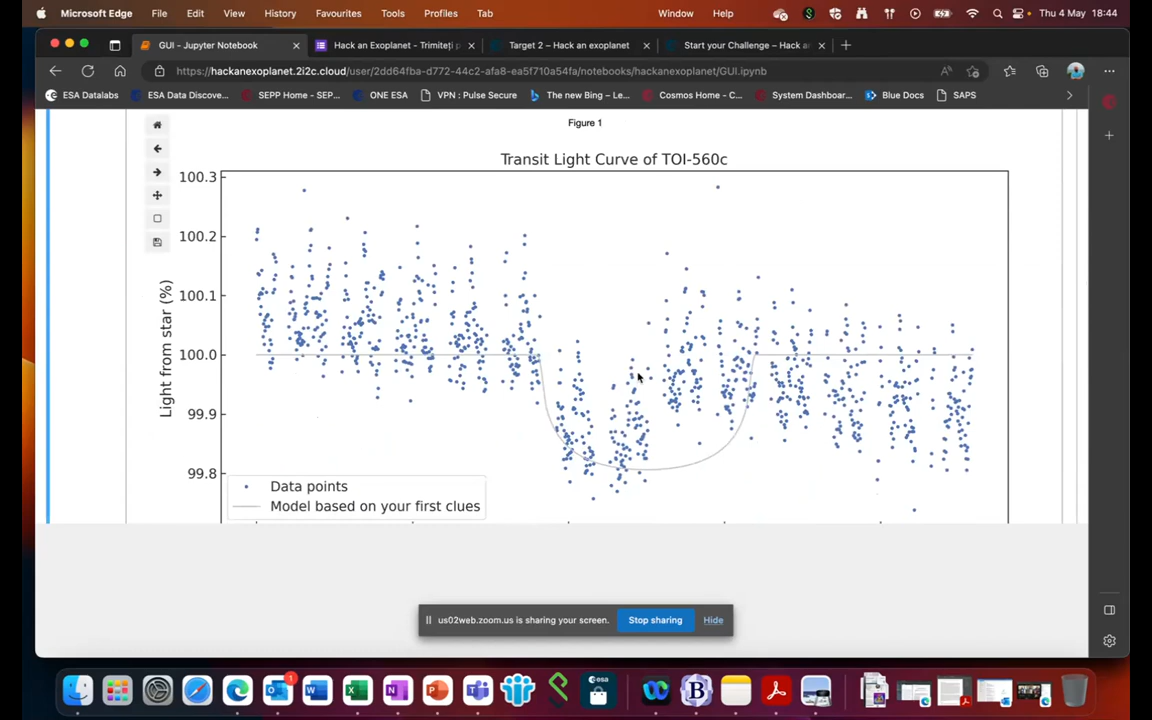 Microsoft Edge File Edit View History Favourites Tools Profiles Tab Window Help Thu 4 May 18:44
GUI - Jupyter Notebook Hack an Exoplanet - Trimiteți p Target 2 – Hack an exoplanet Start your Challenge – Hack a
https://hackanexoplanet.2i2c.cloud/user/2dd64fba-d772-44c2-afa8-ea5f710a54fa/notebooks/hackanexoplanet/GUI.ipynb
ESA Datalabs ESA Data Discove... SEPP Home - SEP... ONE ESA VPN : Pulse Secure The new Bing – Le... Cosmos Home - C... System Dashboar... Blue Docs SAPS
Figure 1
Transit Light Curve of TOI-560c
100.3
100.2
100.1
100.0
99.9
99.8
Light from star (%)
Data points
Model based on your first clues
us02web.zoom.us is sharing your screen. Stop sharing Hide
1
esa